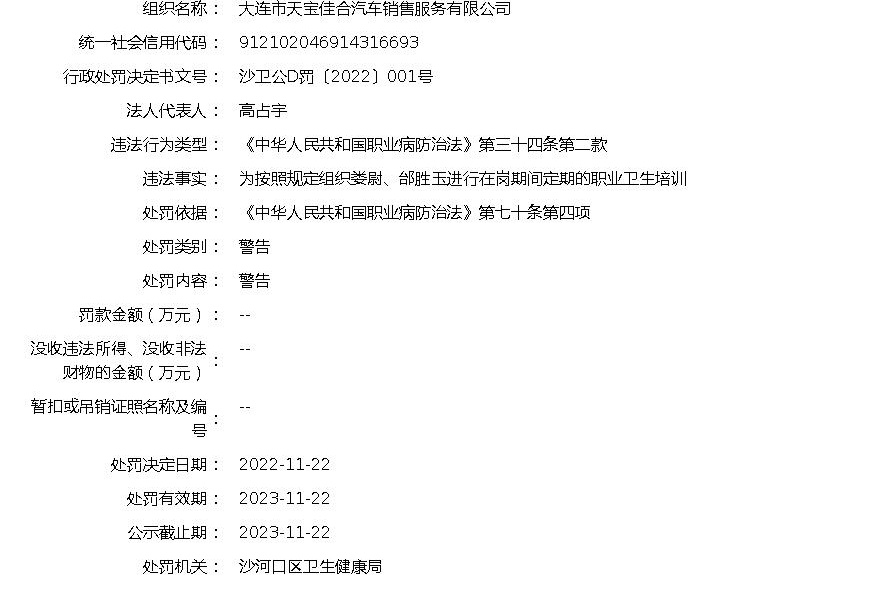 组织名称： 大连市天宝佳合汽车销售服务有限公司
统一社会信用代码： 912102046914316693
行政处罚决定书文号： 沙卫公D罚〔2022〕001号
法人代表人： 高占宇
违法行为类型： 《中华人民共和国职业病防治法》第三十四条第二款
违法事实： 为按照规定组织娄尉、邰胜玉进行在岗期间定期的职业卫生培训
处罚依据： 《中华人民共和国职业病防治法》第七十条第四项
处罚类别： 警告
处罚内容： 警告
罚款金额（万元）： --
没收违法所得、没收非法
财物的金额（万元）： --
暂扣或吊销证照名称及编
号： --
处罚决定日期： 2022-11-22
处罚有效期： 2023-11-22
公示截止期： 2023-11-22
处罚机关： 沙河口区卫生健康局